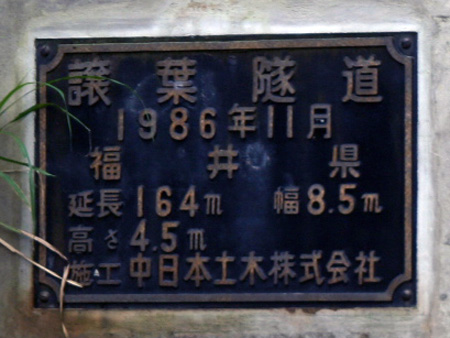 譲葉隧道
1986年11月
福井県
延長164m 幅8.5m
高さ4.5m
施工中日本土木株式会社